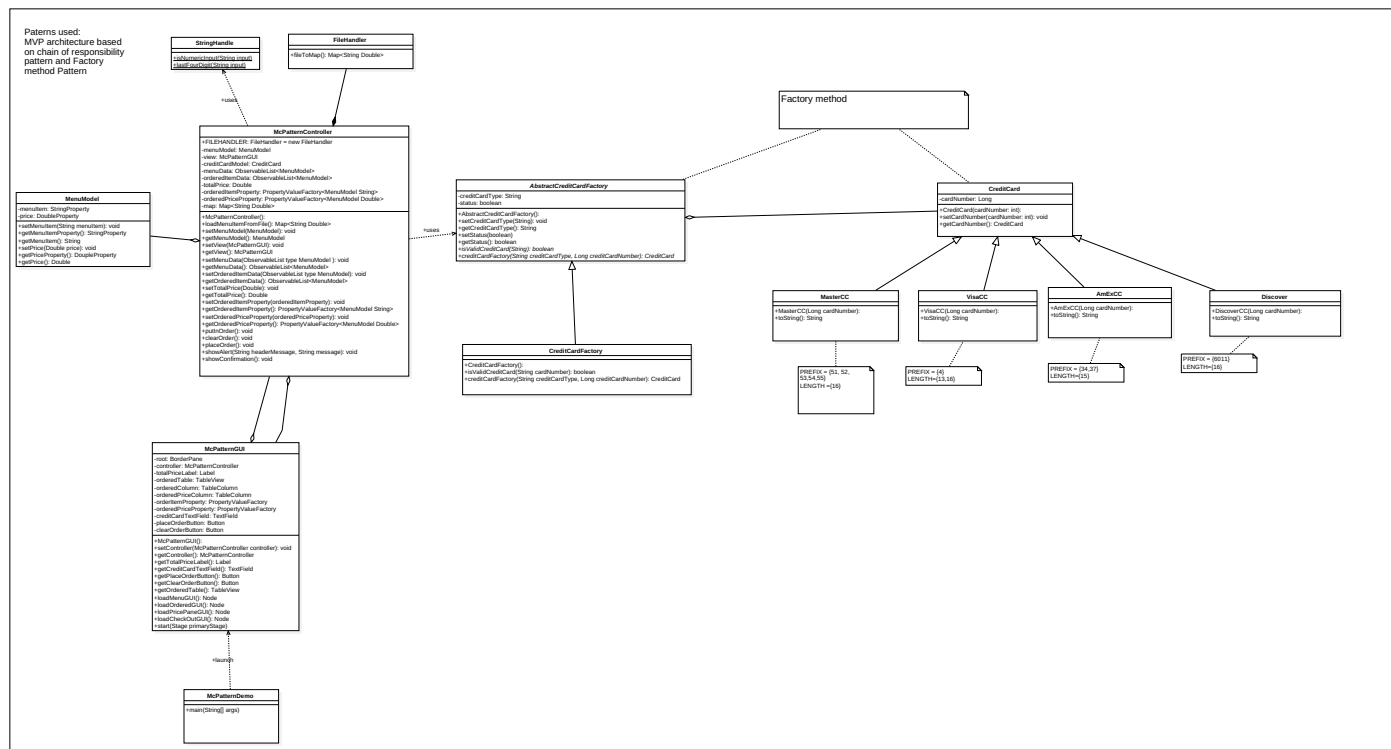 Paterns used:
MVP architecture based
on chain of responsibility
pattern and Factory
method Pattern
StringHandle
+isNumericInput(String input)
+lastFourDigit(String input)
FileHandler
+fileToMap(): Map<String Double>
+uses
Factory method
McPatternController
+FILEHANDLER: FileHandler = new FileHandler
-menuModel: MenuModel
-view: McPatternGUI
-creditCardModel: CreditCard
-menuData: ObservableList<MenuModel>
-orderedItemData: ObservableList<MenuModel>
-totalPrice: Double
-orderedItemProperty: PropertyValueFactory<MenuModel String>
-orderedPriceProperty: PropertyValueFactory<MenuModel Double>
-map: Map<String Double>
+McPatternController():
+loadMenuItemFromFile(): Map<String Double>
+setMenuModel(MenuModel): void
+getMenuModel(): MenuModel
+setView(McPatternGUI): void
+getView(): McPatternGUI
+setMenuData(ObservableList type MenuModel ): void
+getMenuData(): ObservableList<MenuModel>
+setOrderedItemData(ObservableList type MenuModel): void
+getOrderedItemData(): ObservableList<MenuModel>
+setTotalPrice(Double): void
+getTotalPrice(): Double
+setOrderedItemProperty(orderedItemProperty): void
+getOrderedItemProperty(): PropertyValueFactory<MenuModel String>
+setOrderedPriceProperty(orderedPriceProperty): void
+getOrderedPriceProperty(): PropertyValueFactory<MenuModel Double>
+putInOrder(): void
+clearOrder(): void
+placeOrder(): void
+showAlert(String headerMessage, String message): void
+showConfirmation(): void
MenuModel
-menuItem: StringProperty
-price: DoubleProperty
+setMenuItem(String menuItem): void
+getMenuItemProperty(): StringProperty
+getMenuItem(): String
+setPrice(Double price): void
+getPriceProperty(): DoupleProperty
+getPrice(): Double
+uses
AbstractCreditCardFactory
-creditCardType: String
-status: boolean
+AbstractCreditCardFactory():
+setCreditCardType(String): void
+getCreditCardType(): String
+setStatus(boolean)
+getStatus(): boolean
+isValidCreditCard(String): boolean
+creditCardFactory(String creditCardType, Long creditCardNumber): CreditCard
CreditCard
-cardNumber: Long
+CreditCard(cardNumber: int):
+setCardNumber(cardNumber: int): void
+getCardNumber(): CreditCard
MasterCC
+MasterCC(Long cardNumber):
+toString(): String
VisaCC
+VisaCC(Long cardNumber):
+toString(): String
AmExCC
+AmExCC(Long cardNumber):
+toString(): String
Discover
+DiscoverCC(Long cardNumber):
+toString(): String
CreditCardFactory
+CreditCardFactory():
+isValidCreditCard(String cardNumber): boolean
+creditCardFactory(String creditCardType, Long creditCardNumber): CreditCard
PREFIX = {51, 52,
53,54,55}
LENGTH ={16}
PREFIX = {4}
LENGTH={13,16}
PREFIX = {34,37}
LENGTH={15}
PREFIX = {6011}
LENGTH={16}
McPatternGUI
-root: BorderPane
-controller: McPatternController
-totalPriceLabel: Label
-orderedTable: TableView
-orderedColumn: TableColumn
-orderedPriceColumn: TableColumn
-orderItemProperty: PropertyValueFactory
-orderedPriceProperty: PropertyValueFactory
-creditCardTextField: TextField
-placeOrderButton: Button
-clearOrderButton: Button
+McPatternGUI():
+setController(McPatternController controller): void
+getController(): McPatternController
+getTotalPriceLabel(): Label
+getCreditCardTextField(): TextField
+getPlaceOrderButton(): Button
+getClearOrderButton(): Button
+getOrderedTable(): TableView
+loadMenuGUI(): Node
+loadOrderedGUI(): Node
+loadPricePaneGUI(): Node
+loadCheckOutGUI(): Node
+start(Stage primaryStage)
+launch
McPatternDemo
+main(String[] args)